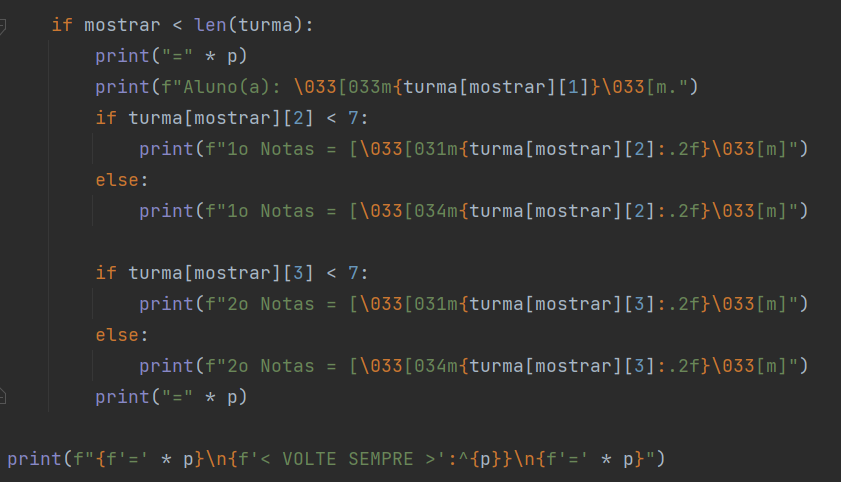 if mostrar < len(turma):
print("=" * p)
print(f"Aluno(a): \033[033m{turma[mostrar][1]}\033[m.")
if turma[mostrar][2] < 7:
print(f"1o Notas = [\033[031m{turma[mostrar][2]:.2f}\033[m]")
else:
print(f"1o Notas = [\033[034m{turma[mostrar][2]:.2f}\033[m]")
if turma[mostrar][3] < 7:
print(f"2o Notas = [\033[031m{turma[mostrar][3]:.2f}\033[m]")
else:
print(f"2o Notas = [\033[034m{turma[mostrar][3]:.2f}\033[m]")
print("=" * p)
print(f"{f'=' * p}\n{f'< VOLTE SEMPRE >':^{p}}\n{f'=' * p}")